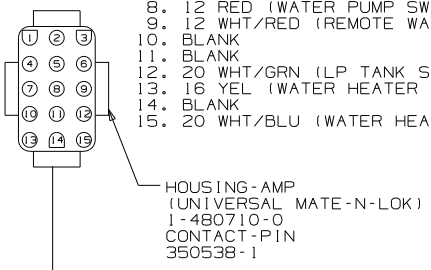 8. 12 RED (WATER PUMP SW
9. 12 WHT/RED (REMOTE WA
10. BLANK
11. BLANK
12. 20 WHT/GRN (LP TANK S
13. 16 YEL (WATER HEATER
14. BLANK
15. 20 WHT/BLU (WATER HEA
1 2 3
4 5 6
7 8 9
10 11 12
13 14 15
HOUSING-AMP
(UNIVERSAL MATE-N-LOK)
1-480710-0
CONTACT-PIN
350538-1